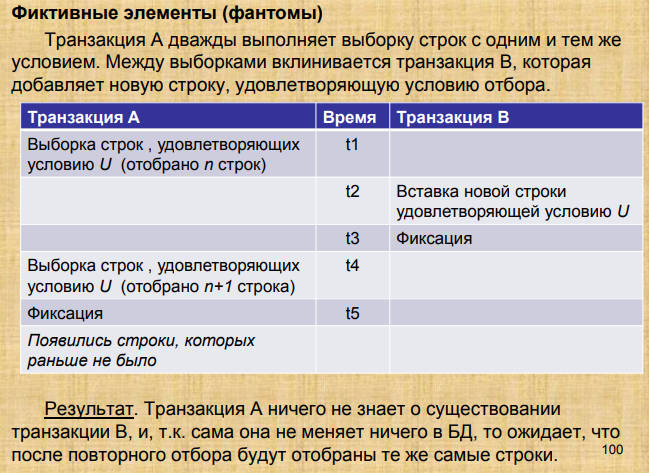 Фиктивные элементы (фантомы)
Транзакция А дважды выполняет выборку строк с одним и тем же
условием. Между выборками вклинивается транзакция В, которая
добавляет новую строку, удовлетворяющую условию отбора.
Транзакция А Время Транзакция В
Выборка строк , удовлетворяющих t1
условию U (отобрано n строк)
t2 Вставка новой строки
удовлетворяющей условию U
t3 Фиксация
Выборка строк , удовлетворяющих t4
условию U (отобрано n+1 строка)
Фиксация t5
Появились строки, которых
раньше не было
Результат. Транзакция А ничего не знает о существовании
транзакции В, и, т.к. сама она не меняет ничего в БД, то ожидает, что
после повторного отбора будут отобраны те же самые строки.
100